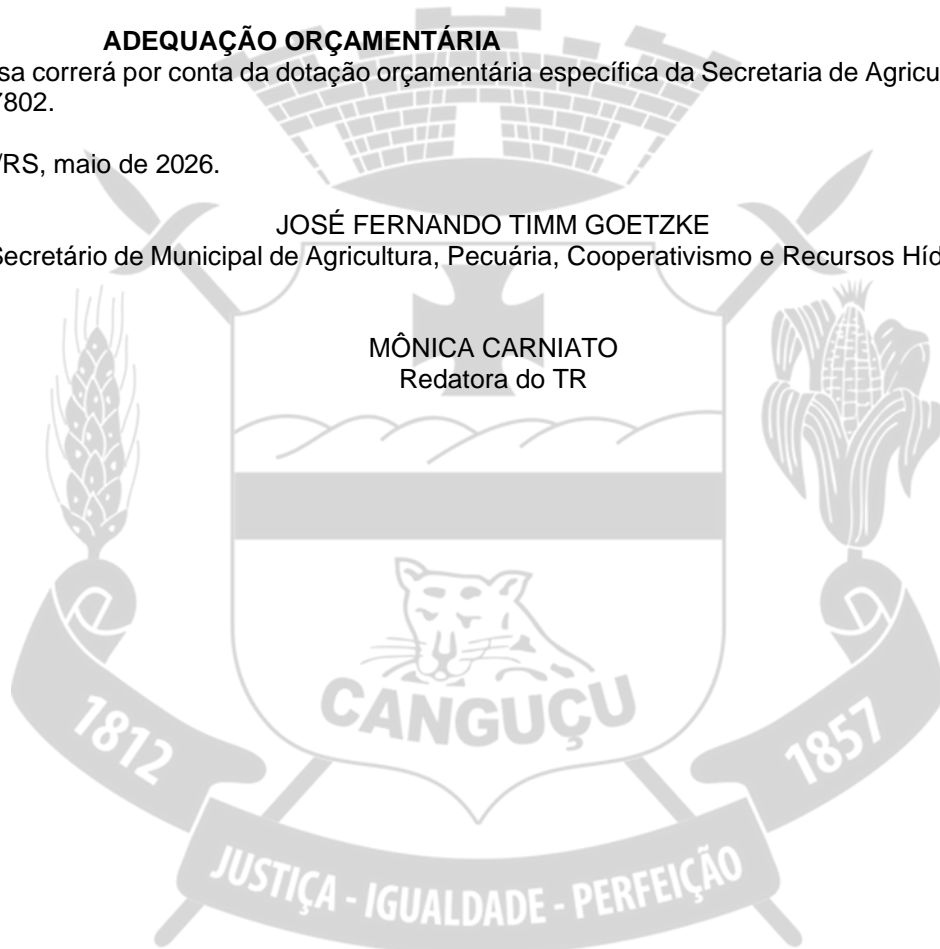 ADEQUAÇÃO ORÇAMENTÁRIA
sa correrá por conta da dotação orçamentária específica da Secretaria de Agricu
7802.
/RS, maio de 2026.
JOSÉ FERNANDO TIMM GOETZKE
Secretário de Municipal de Agricultura, Pecuária, Cooperativismo e Recursos Híd
MÔNICA CARNIATO
Redatora do TR
CANGUÇU
1812
1857
JUSTIÇA - IGUALDADE - PERFEIÇÃO